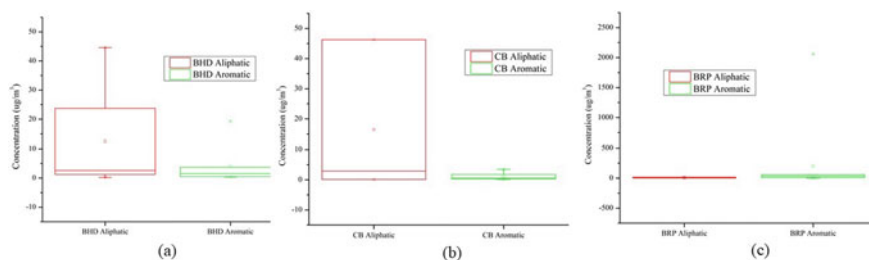 Concentration (ug/m³)
50
40
30
20
10
0
-10
BHD Aliphatic
BHD Aromatic
BHD Aliphatic
BHD Aromatic
(a)
Concentration (ug/m³)
50
40
30
20
10
0
-10
CB Aliphatic
CB Aromatic
CB Aliphatic
CB Aromatic
(b)
Concentration (ug/m³)
2500
2000
1500
1000
500
0
-500
BRP Aliphatic
BRP Aromatic
BRP Aliphatic
BRP Aromatic
(c)